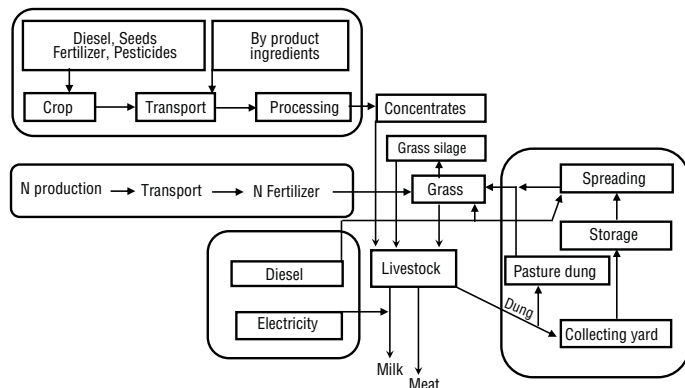 Diesel, Seeds
Fertilizer, Pesticides
By product
ingredients
Crop
Transport
Processing
Concentrates
Grass silage
N production
Transport
N Fertilizer
Grass
Spreading
Storage
Diesel
Livestock
Pasture dung
Electricity
Dung
Collecting yard
Milk
Meat